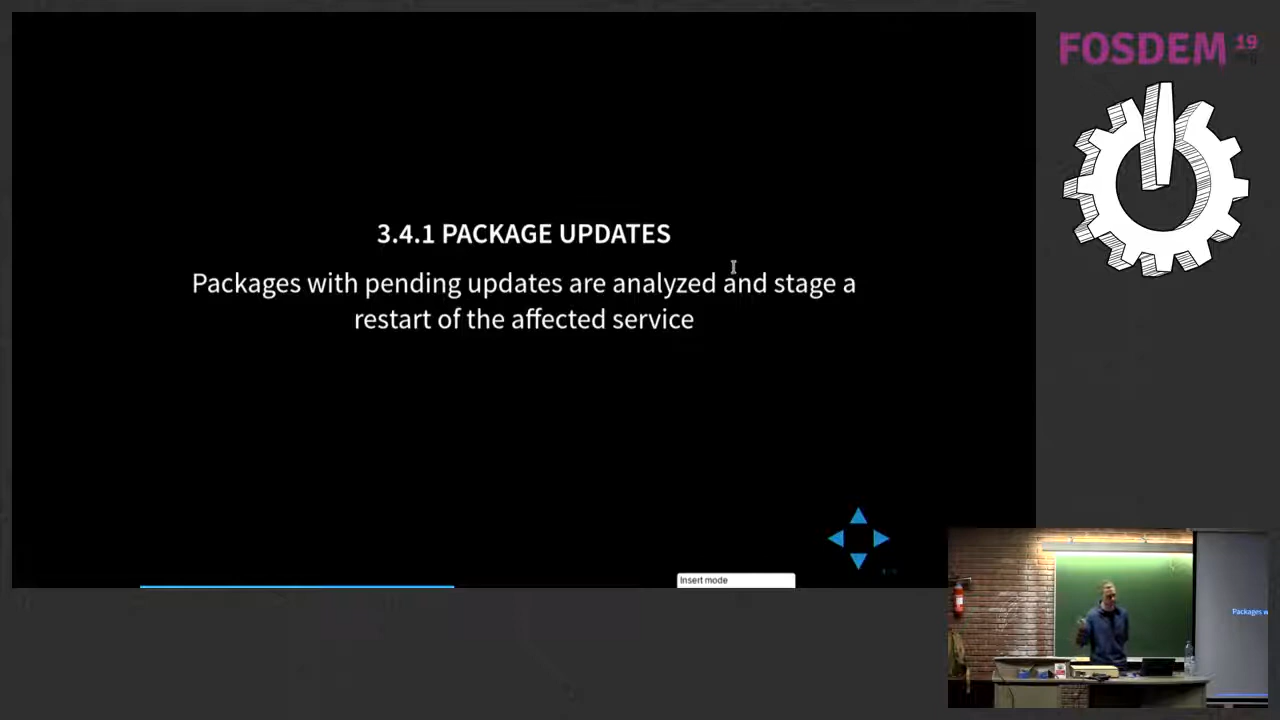 FOSDEM 19
3.4.1 PACKAGE UPDATES
Packages with pending updates are analyzed and stage a
restart of the affected service
Insert mode
Packages w